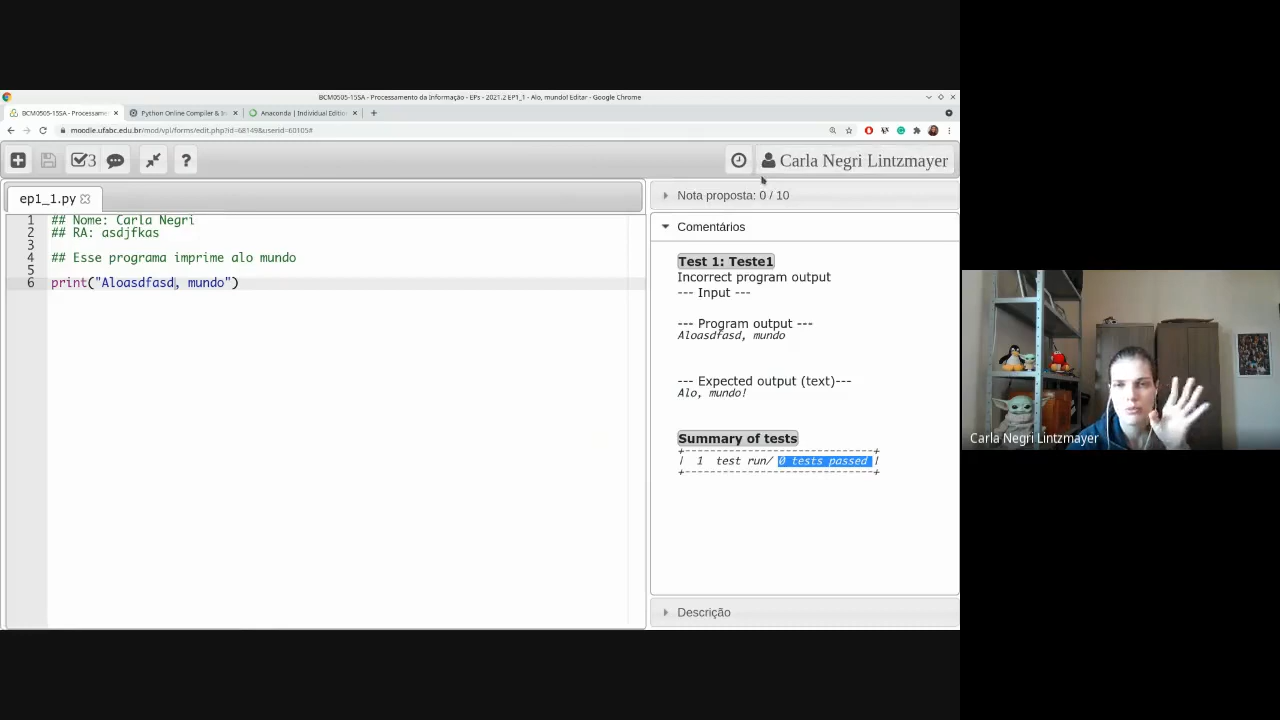 BCM0505-15SA - Processamento da Informação - EPs - 2021.2 EP1_1 - Alo, mundo! Editar - Google Chrome
BCM0505-15SA - Processame
Python Online Compiler & In
Anaconda | Individual Edition
moodle.ufabc.edu.br/mod/vpl/forms/edit.php?id=68149&userid=60105#
3
?
Carla Negri Lintzmayer
ep1_1.py
Nota proposta: 0 / 10
1 ## Nome: Carla Negri
2 ## RA: asdjfkas
3
4 ## Esse programa imprime alo mundo
5
6 print("Aloasdfasd, mundo")
Comentários
Test 1: Teste1
Incorrect program output
--- Input ---
--- Program output ---
Aloasdfasd, mundo
--- Expected output (text)---
Alo, mundo!
Summary of tests
+------------------------------+
| 1 test run/ 0 tests passed |
+------------------------------+
Descrição
Carla Negri Lintzmayer